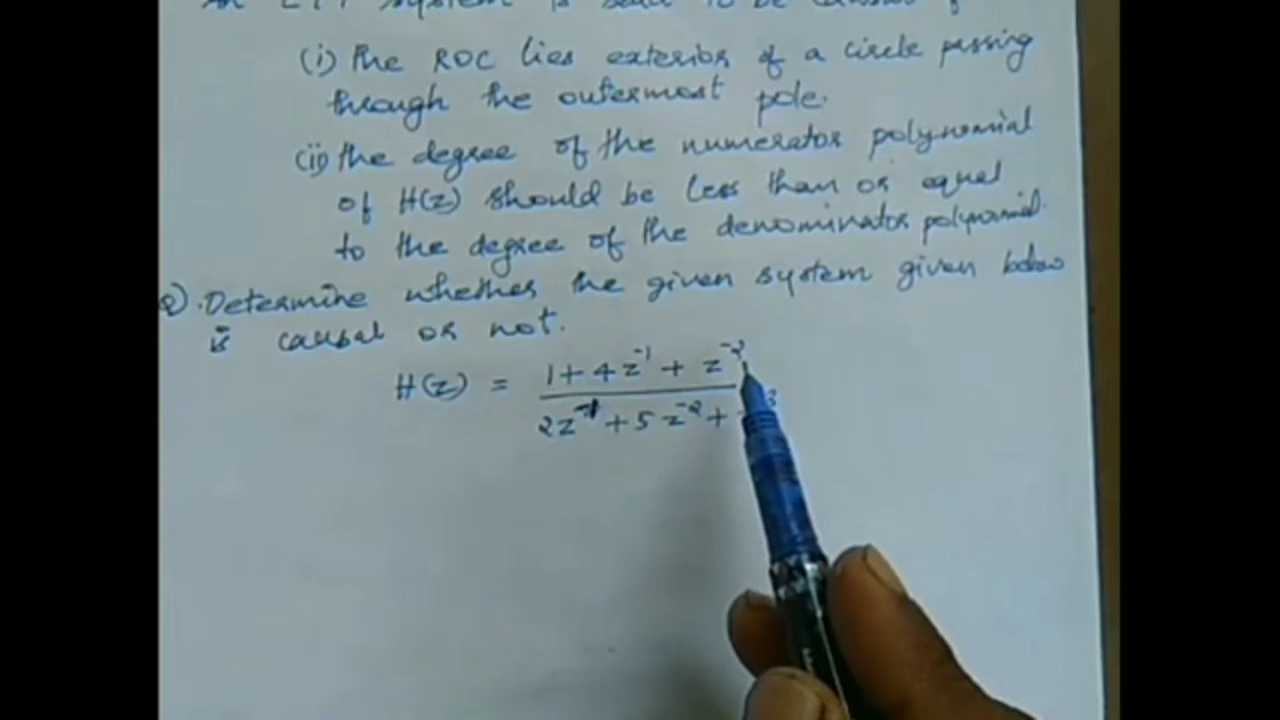 (i) the ROC lies exterior of a circle passing
through the outermost pole.
(ii) the degree of the numerator polynomial
of H(z) should be less than or equal
to the degree of the denominator polynomial.
Q). Determine whether the given system given below
is causal or not.
H(z) = 1 + 4z⁻¹ + z⁻²
2z⁻¹ + 5z⁻² +